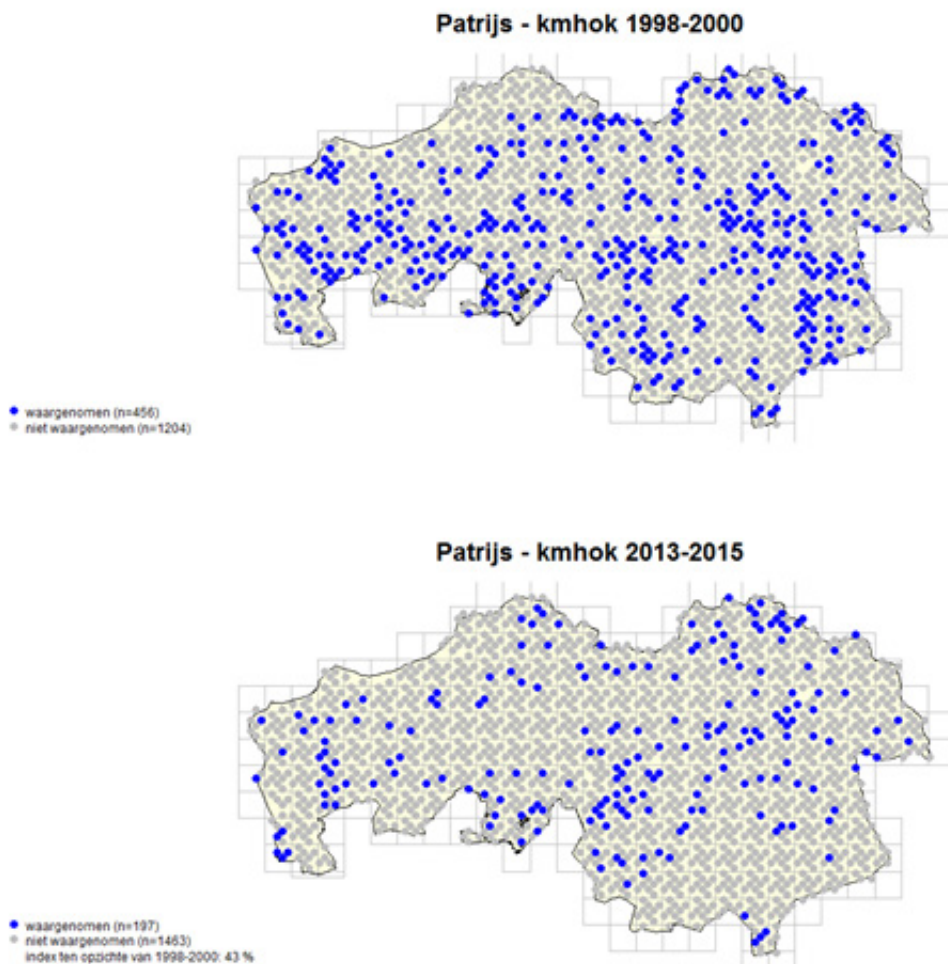 Patrijs - kmhok 1998-2000
waargenomen (n=456)
niet waargenomen (n=1204)
Patrijs - kmhok 2013-2015
waargenomen (n=197)
niet waargenomen (n=1463)
index ten opzichte van 1998-2000: 43 %